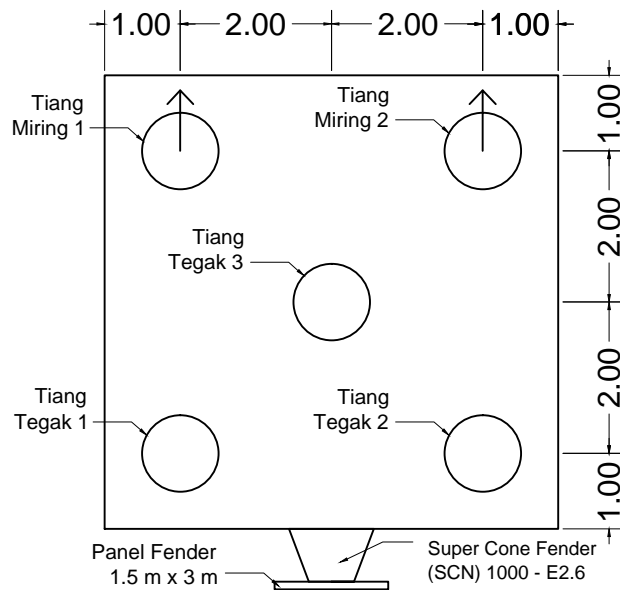 1.00 2.00 2.00 1.00
Tiang
Miring 1
Tiang
Miring 2
1.00
2.00
Tiang
Tegak 3
2.00
Tiang
Tegak 1
Tiang
Tegak 2
1.00
Panel Fender
1.5 m x 3 m
Super Cone Fender
(SCN) 1000 - E2.6